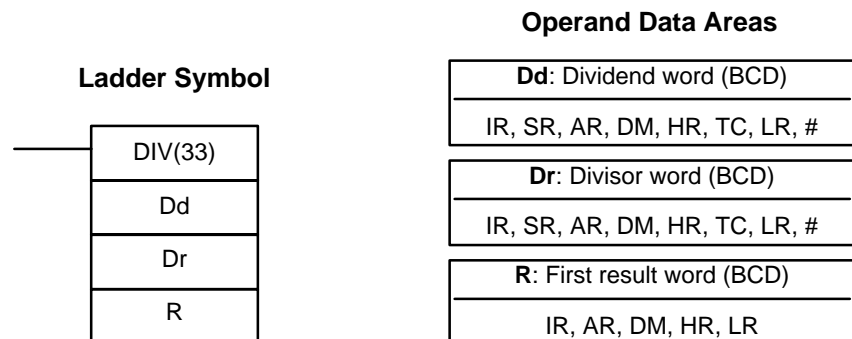 Ladder Symbol
DIV(33)
Dd
Dr
R
Operand Data Areas
Dd: Dividend word (BCD)
IR, SR, AR, DM, HR, TC, LR, #
Dr: Divisor word (BCD)
IR, SR, AR, DM, HR, TC, LR, #
R: First result word (BCD)
IR, AR, DM, HR, LR